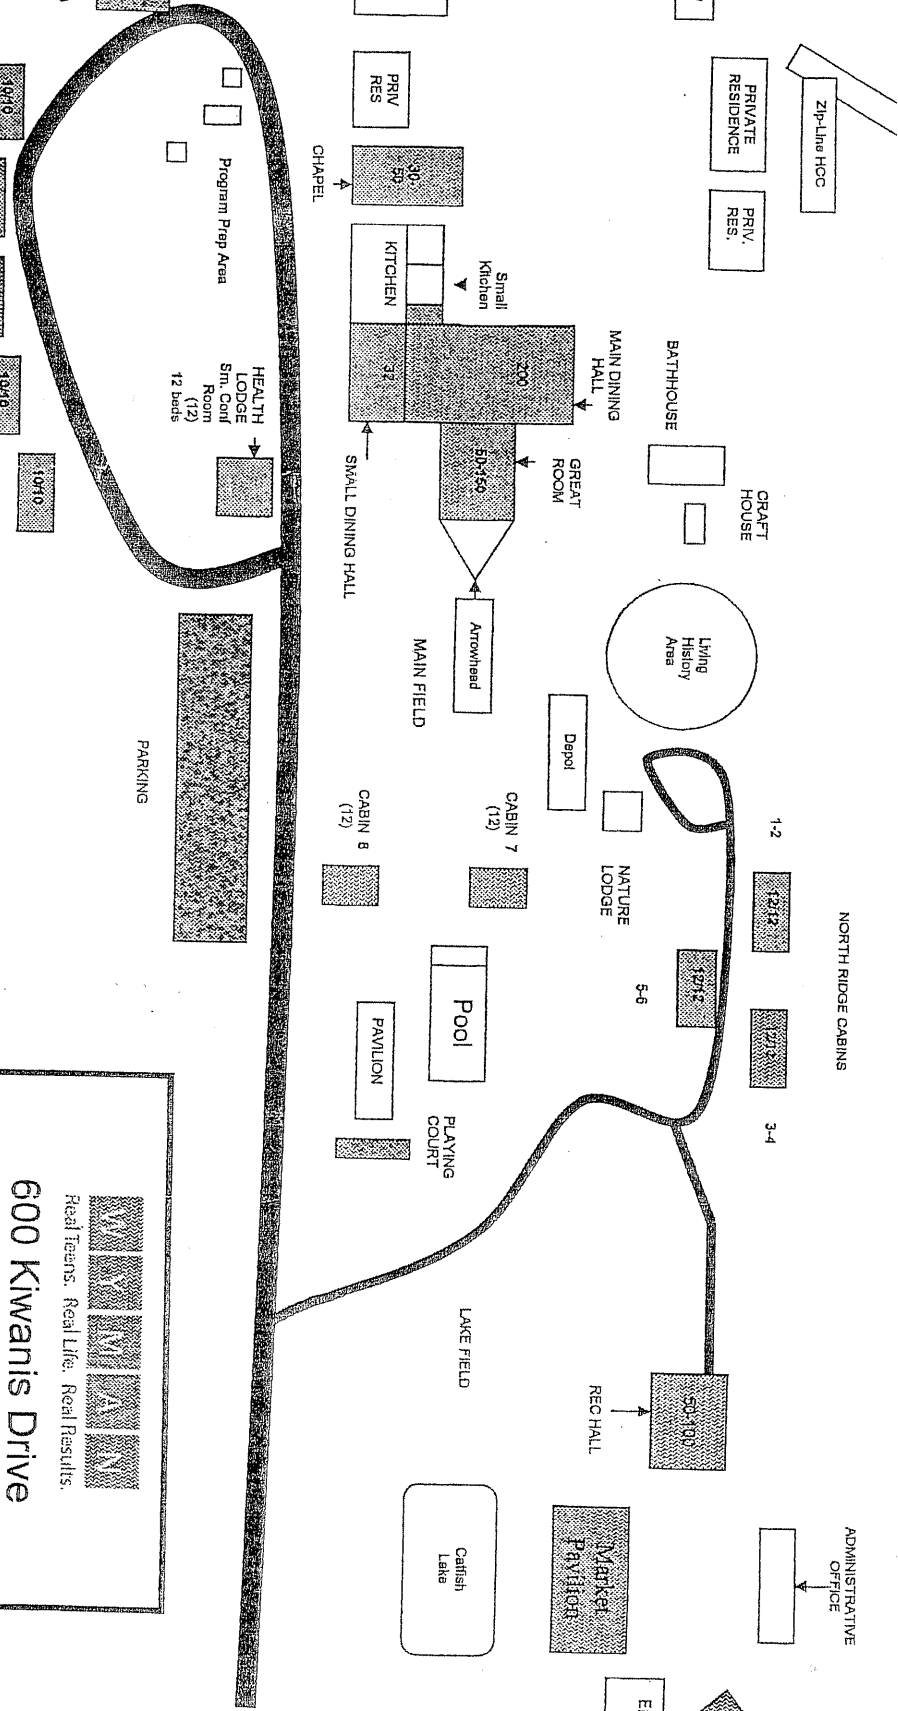 Zip-Line HCC
PRIVATE
RESIDENCE
PRIV.
RES.
PRIV
RES
CHAPEL
30-
50
KITCHEN
Small
Kitchen
MAIN DINING
HALL
200
32
SMALL DINING HALL
GREAT
ROOM
50-150
BATHHOUSE
CRAFT
HOUSE
Living
History
Area
Arrowhead
MAIN FIELD
Depot
NATURE
LODGE
Program Prep Area
HEALTH
LODGE
Sm. Conf
Room
(12)
12 beds
10/10
10/10
10/10
PARKING
CABIN 8
(12)
CABIN 7
(12)
NORTH RIDGE CABINS
1-2
12/12
12/12
5-6
12/12
3-4
Pool
PAVILION
PLAYING
COURT
LAKE FIELD
REC HALL
50-100
ADMINISTRATIVE
OFFICE
Market
Pavilion
Catfish
Lake
WYMAN
Real Teens. Real Life. Real Results.
600 Kiwanis Drive